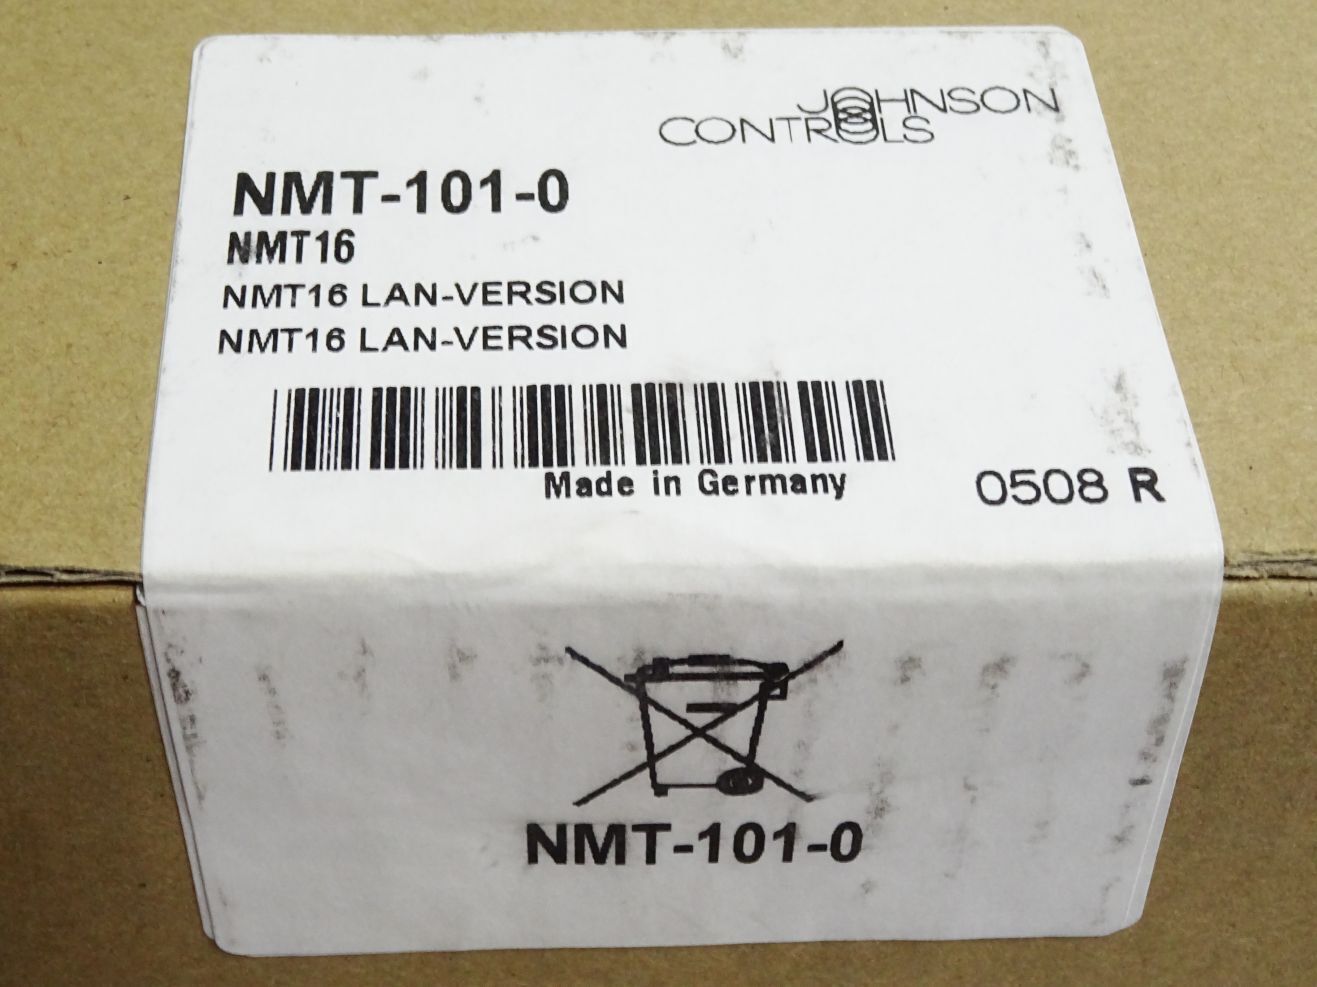 JOHNSON
CONTROLS
NMT-101-0
NMT16
NMT16 LAN-VERSION
NMT16 LAN-VERSION
Made in Germany
0508 R
NMT-101-0